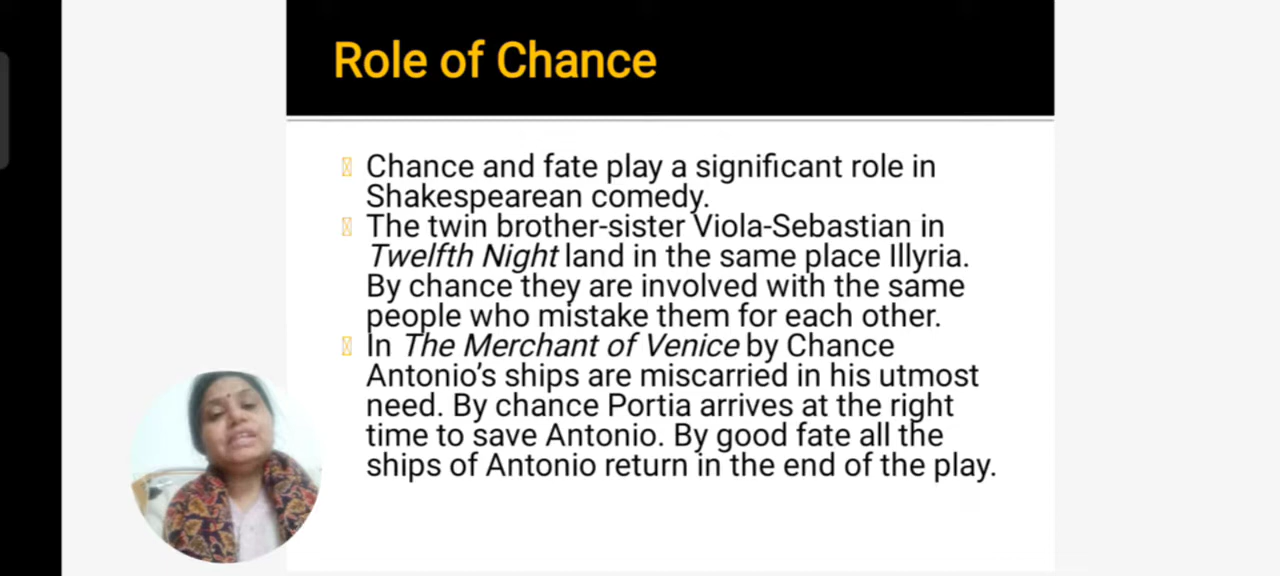 Role of Chance
Chance and fate play a significant role in
Shakespearean comedy.
The twin brother-sister Viola-Sebastian in
Twelfth Night land in the same place Illyria.
By chance they are involved with the same
people who mistake them for each other.
In The Merchant of Venice by Chance
Antonio's ships are miscarried in his utmost
need. By chance Portia arrives at the right
time to save Antonio. By good fate all the
ships of Antonio return in the end of the play.